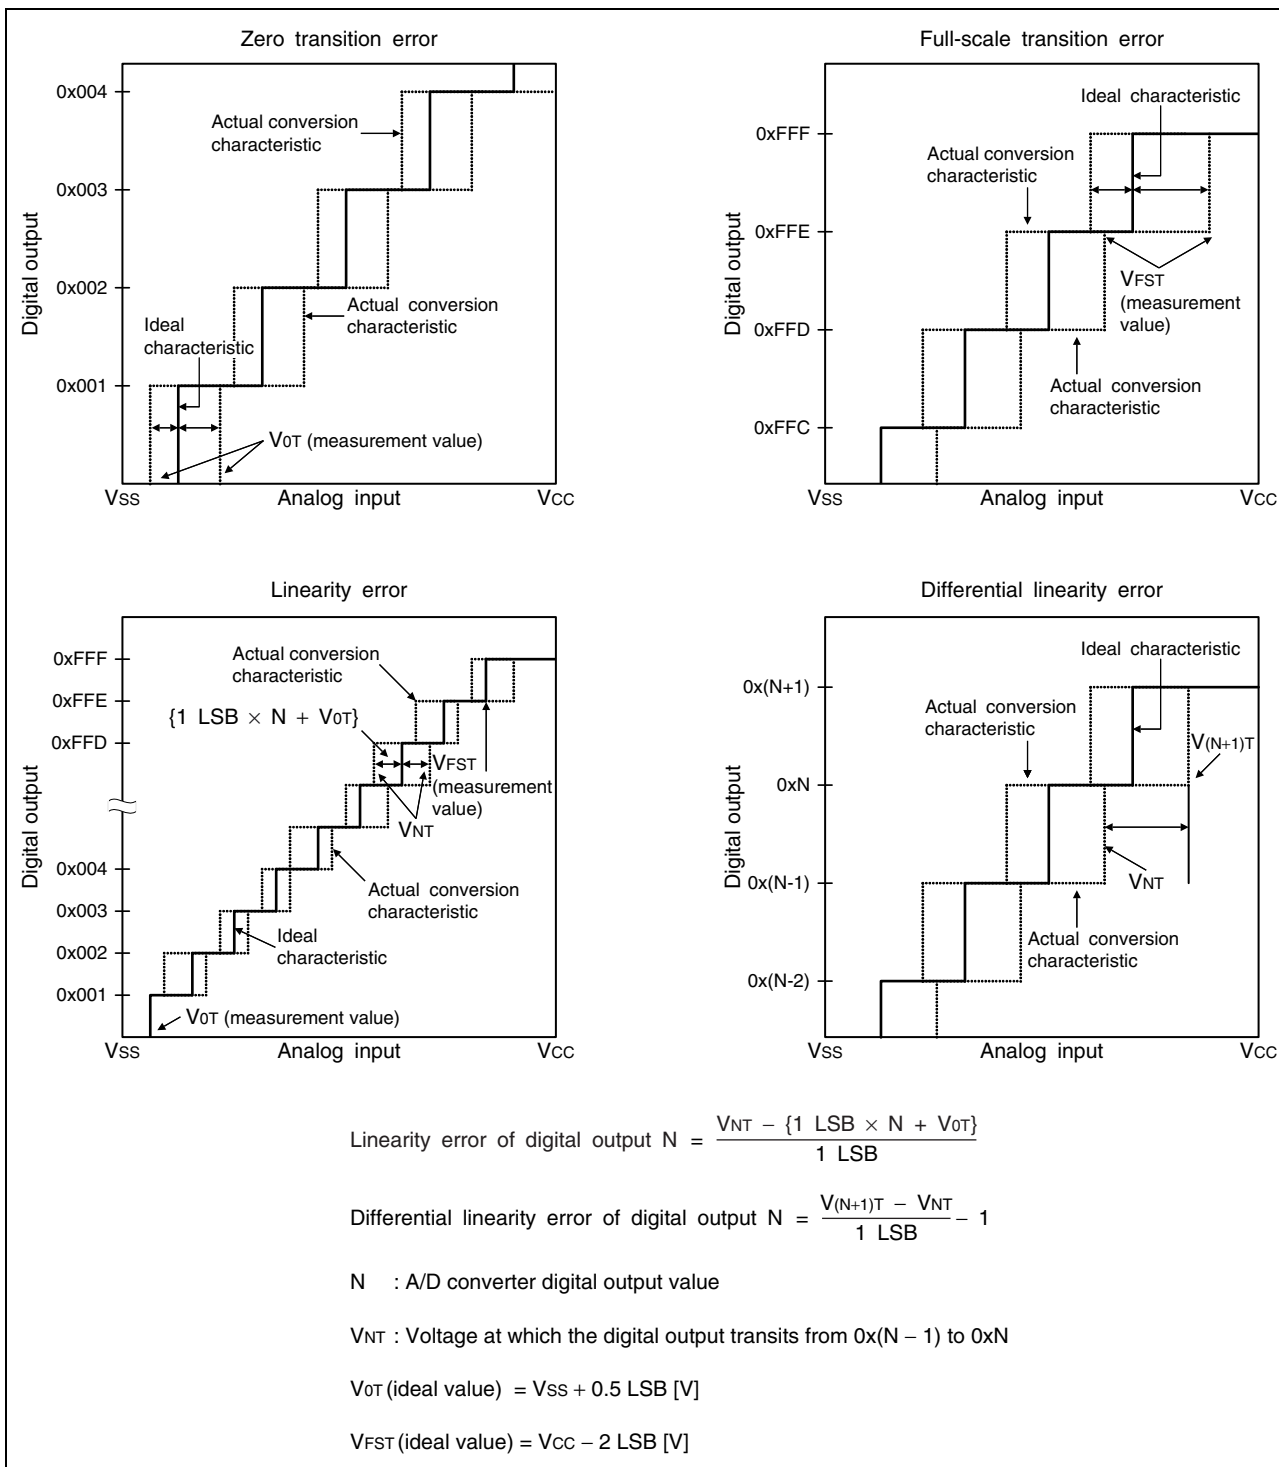 Zero transition error
0x004
0x003
0x002
0x001
Digital output
Actual conversion
characteristic
Actual conversion
characteristic
Ideal
characteristic
V0T (measurement value)
VSS
Analog input
VCC
Full-scale transition error
0xFFF
0xFFE
0xFFD
0xFFC
Digital output
Ideal characteristic
Actual conversion
characteristic
VFST
(measurement
value)
Actual conversion
characteristic
VSS
Analog input
VCC
Linearity error
0xFFF
0xFFE
0xFFD
0x004
0x003
0x002
0x001
Digital output
Actual conversion
characteristic
{1 LSB × N + V0T}
VFST
(measurement
value)
VNT
Actual conversion
characteristic
Ideal
characteristic
V0T (measurement value)
VSS
Analog input
VCC
Differential linearity error
0x(N+1)
0xN
0x(N-1)
0x(N-2)
Digital output
Ideal characteristic
Actual conversion
characteristic
V(N+1)T
VNT
Actual conversion
characteristic
VSS
Analog input
VCC
Linearity error of digital output N = VNT − {1 LSB × N + V0T} / 1 LSB
Differential linearity error of digital output N = V(N+1)T − VNT / 1 LSB − 1
N : A/D converter digital output value
VNT : Voltage at which the digital output transits from 0x(N − 1) to 0xN
V0T (ideal value) = VSS + 0.5 LSB [V]
VFST (ideal value) = VCC − 2 LSB [V]